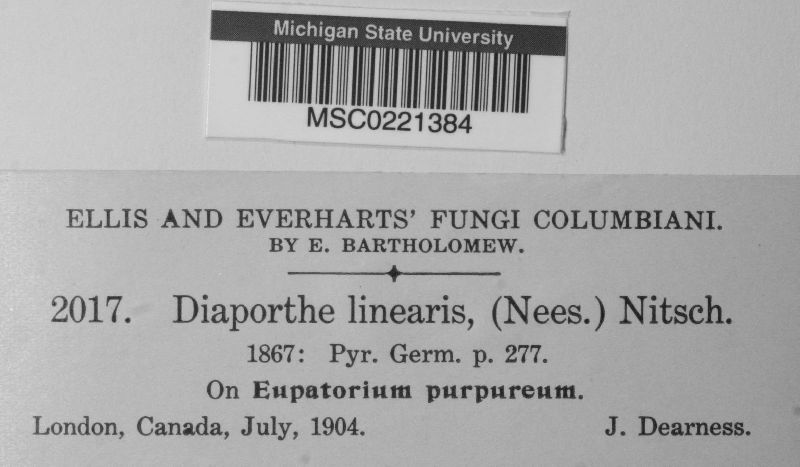 Michigan State University
MSC0221384
ELLIS AND EVERHARTS' FUNGI COLUMBIANI.
BY E. BARTHOLOMEW.
2017. Diaporthe linearis, (Nees.) Nitsch.
1867: Pyr. Germ. p. 277.
On Eupatorium purpureum.
London, Canada, July, 1904. J. Dearness.